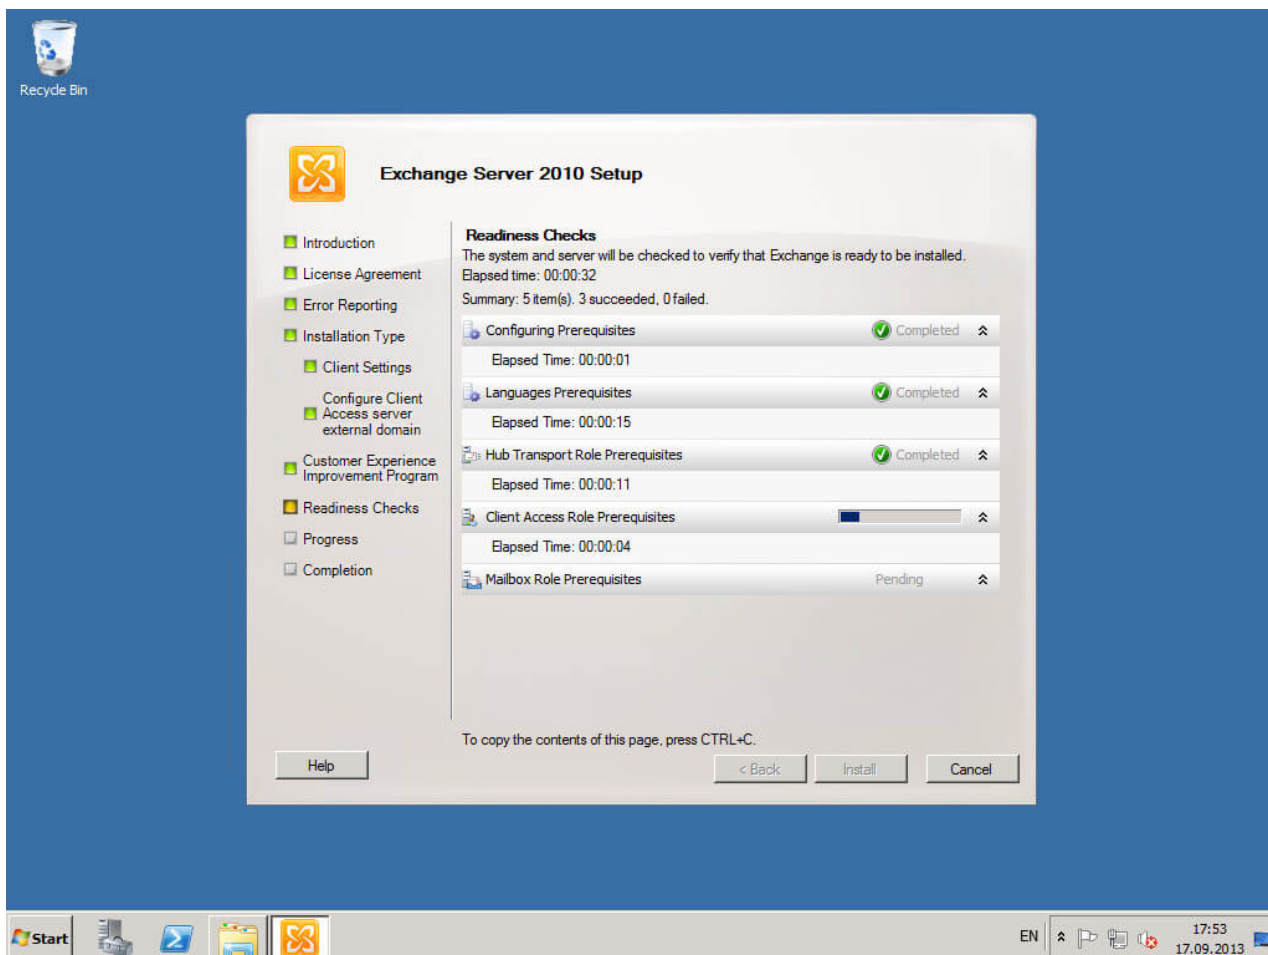 Recycle Bin
Exchange Server 2010 Setup
Introduction
License Agreement
Error Reporting
Installation Type
Client Settings
Configure Client
Access server
external domain
Customer Experience
Improvement Program
Readiness Checks
Progress
Completion
Readiness Checks
The system and server will be checked to verify that Exchange is ready to be installed.
Elapsed time: 00:00:32
Summary: 5 item(s). 3 succeeded, 0 failed.
Configuring Prerequisites Completed
Elapsed Time: 00:00:01
Languages Prerequisites Completed
Elapsed Time: 00:00:15
Hub Transport Role Prerequisites Completed
Elapsed Time: 00:00:11
Client Access Role Prerequisites
Elapsed Time: 00:00:04
Mailbox Role Prerequisites Pending
To copy the contents of this page, press CTRL+C.
Help < Back Install Cancel
Start EN 17:53
17.09.2013